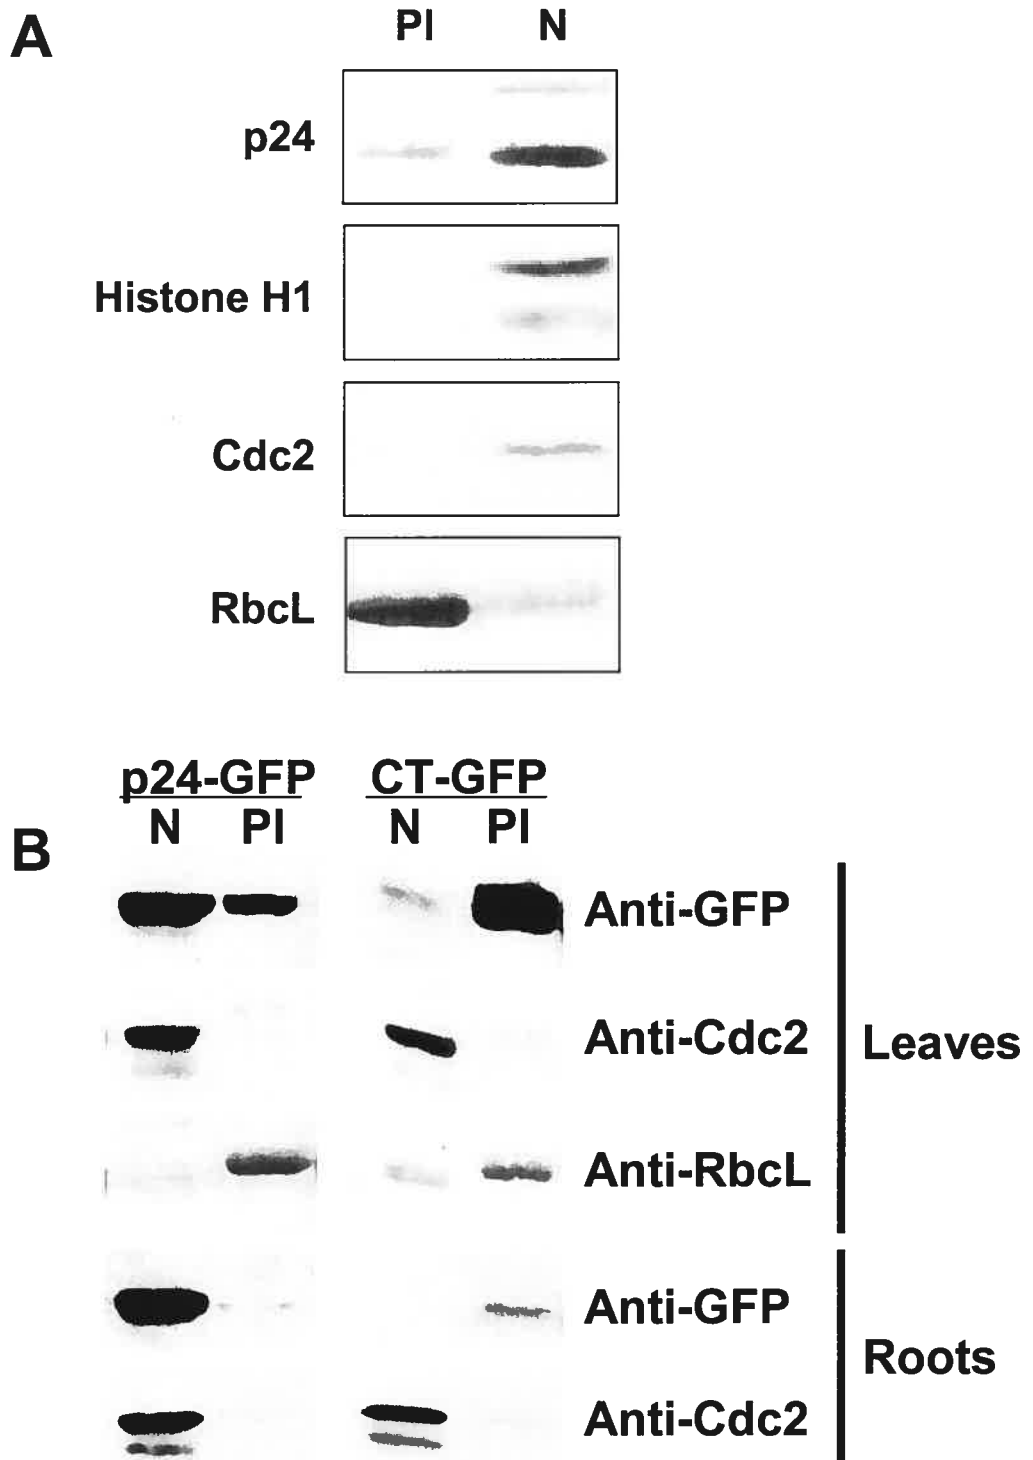 A
Pl N
p24
Histone H1
Cdc2
RbcL
p24-GFP CT-GFP
N Pl N Pl
B
Anti-GFP
Anti-Cdc2
Leaves
Anti-RbcL
Anti-GFP
Roots
Anti-Cdc2